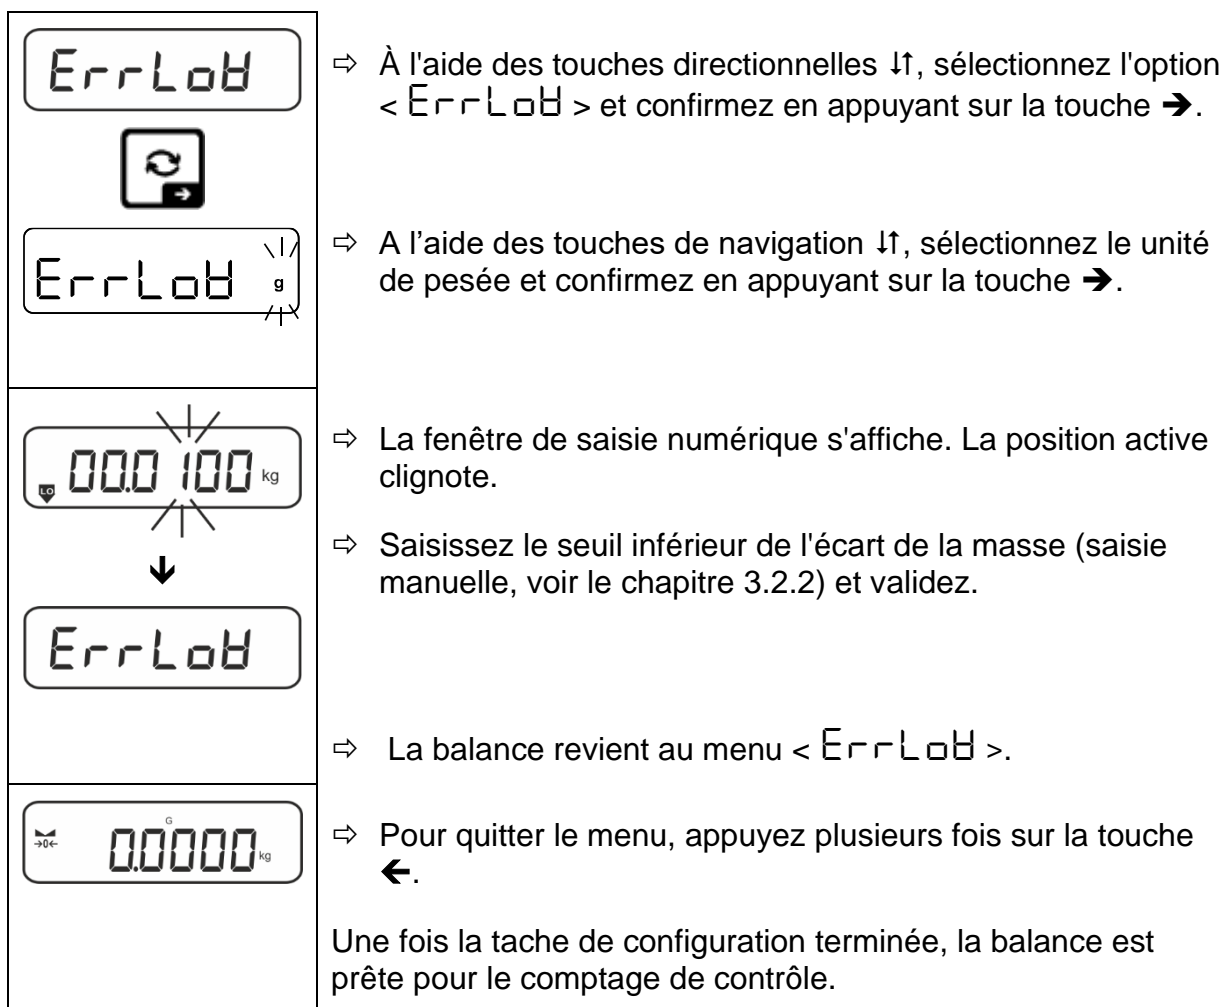 ErrLoW
⇨ À l'aide des touches directionnelles ↓↑, sélectionnez l'option
< ErrLoW > et confirmez en appuyant sur la touche ➔.
ErrLoW g
⇨ A l’aide des touches de navigation ↓↑, sélectionnez le unité
de pesée et confirmez en appuyant sur la touche ➔.
LO 00.0100 kg
⇨ La fenêtre de saisie numérique s'affiche. La position active
clignote.
⇨ Saisissez le seuil inférieur de l'écart de la masse (saisie
manuelle, voir le chapitre 3.2.2) et validez.
ErrLoW
⇨ La balance revient au menu < ErrLoW >.
→0← G 0.0000 kg
⇨ Pour quitter le menu, appuyez plusieurs fois sur la touche
←.
Une fois la tache de configuration terminée, la balance est
prête pour le comptage de contrôle.